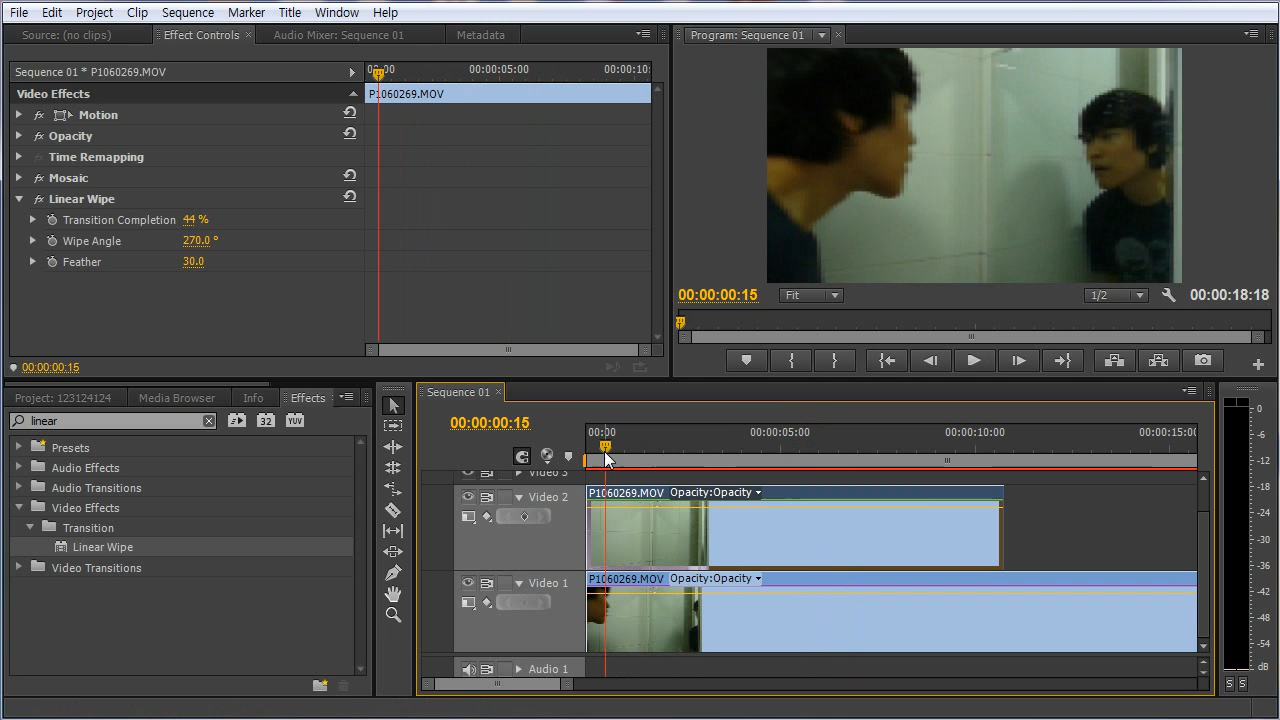 File Edit Project Clip Sequence Marker Title Window Help
Source: (no clips) Effect Controls Audio Mixer: Sequence 01 Metadata
Sequence 01 * P1060269.MOV
00:00 00:00:05:00 00:00:10:
Video Effects
P1060269.MOV
fx Motion
fx Opacity
Time Remapping
fx Mosaic
fx Linear Wipe
Transition Completion 44 %
Wipe Angle 270.0 °
Feather 30.0
00:00:00:15
Program: Sequence 01
00:00:00:15 Fit 1/2 00:00:18:18
Project: 123124124 Media Browser Info Effects
linear
32 YUV
Presets
Audio Effects
Audio Transitions
Video Effects
Transition
Linear Wipe
Video Transitions
Sequence 01
00:00:00:15
00:00 00:00:05:00 00:00:10:00 00:00:15:00
Video 3
Video 2
P1060269.MOV Opacity:Opacity
Video 1
P1060269.MOV Opacity:Opacity
Audio 1
0
-6
-12
-18
-24
-30
-36
-42
-48
-54
dB
S S